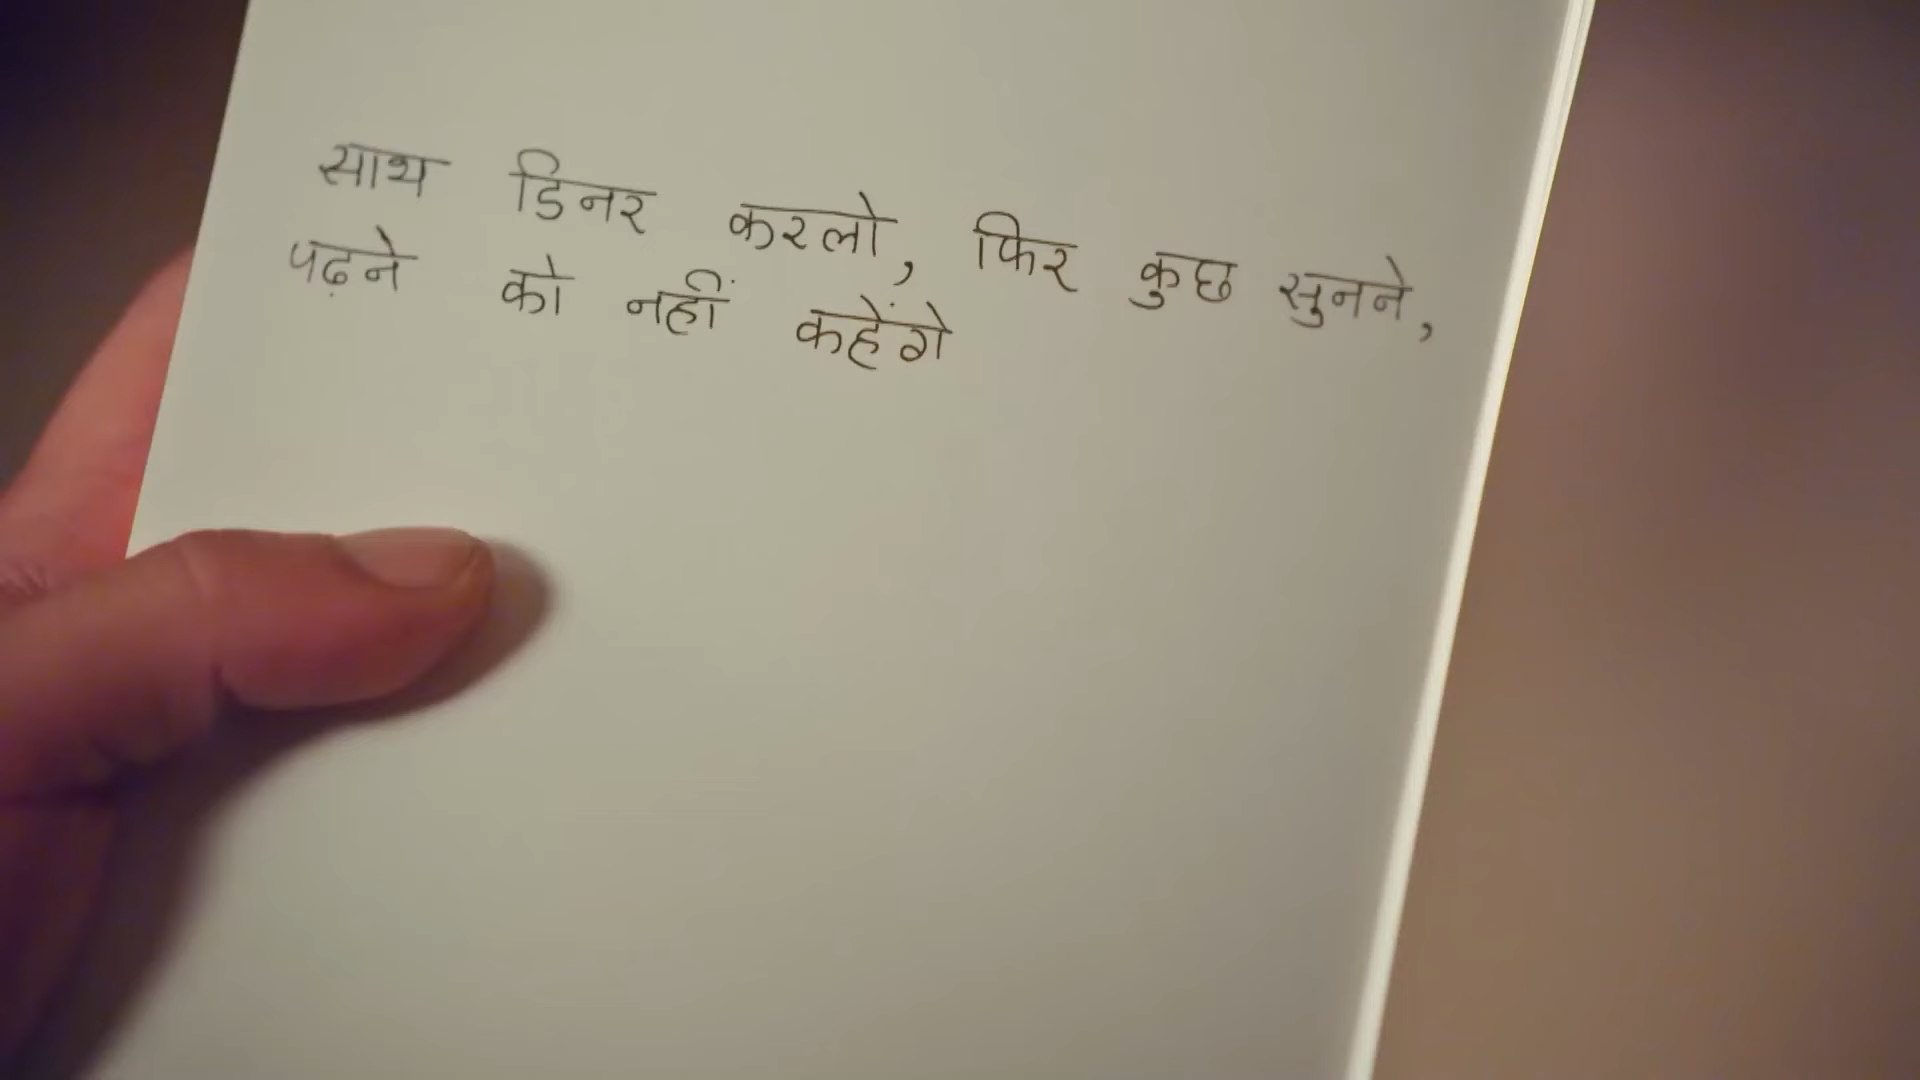 साथ डिनर करलो, फिर कुछ सुनने,
पढ़ने को नहीं कहेंगे